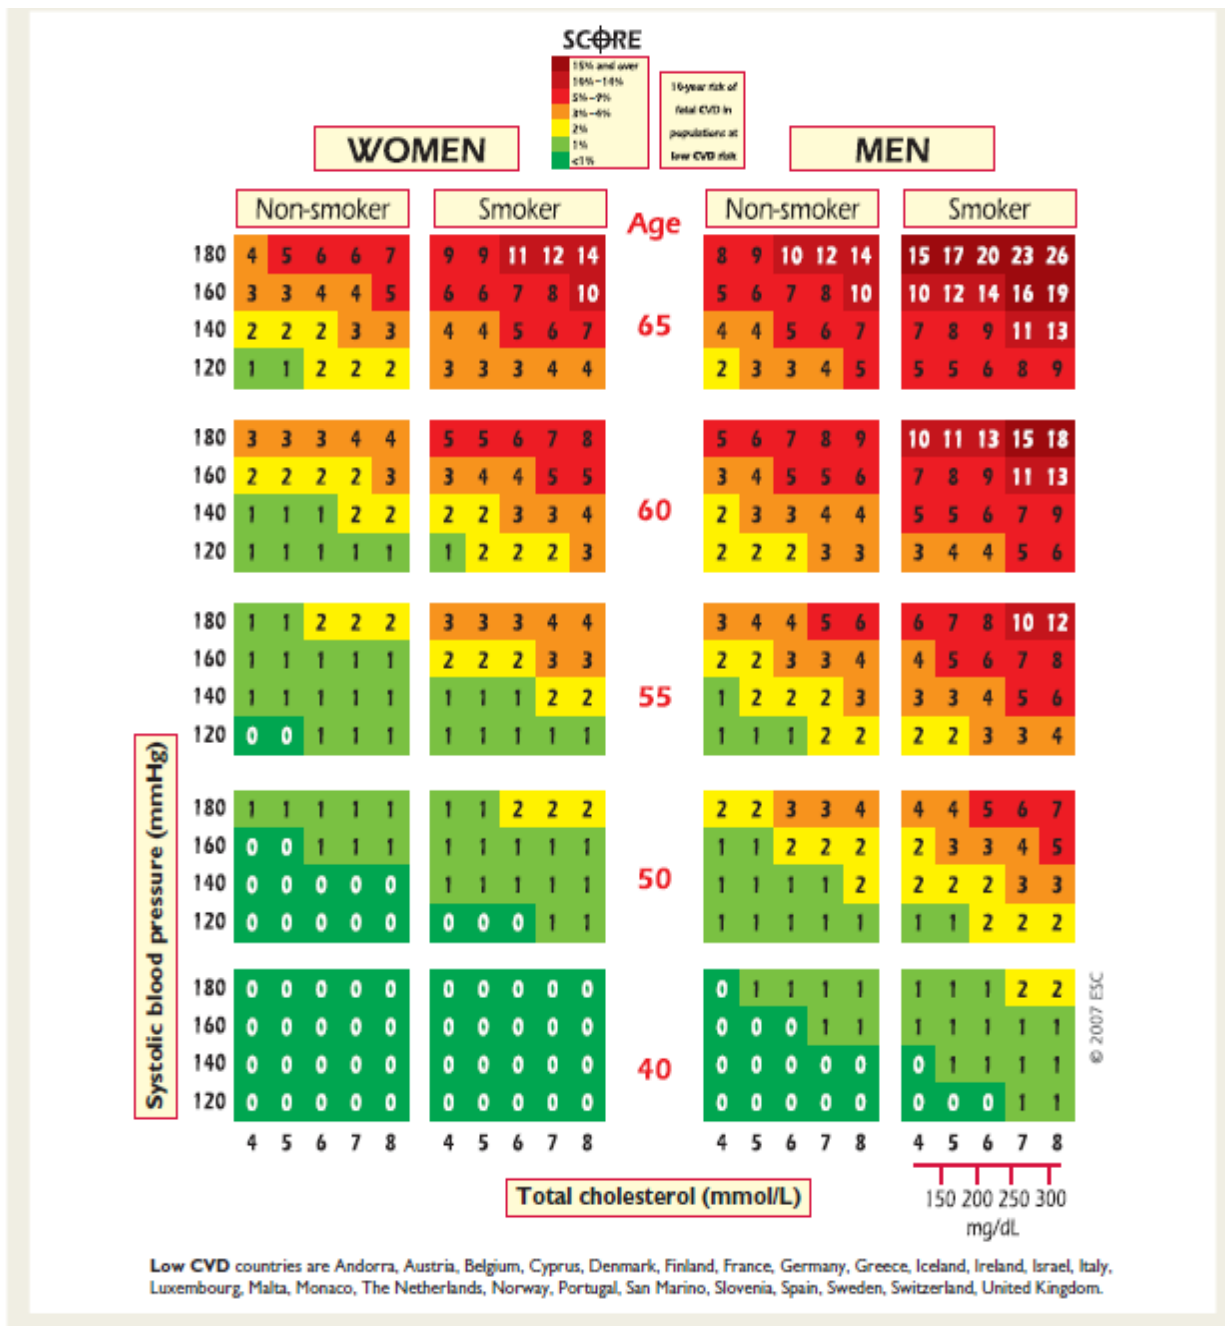 SCORE
15% and over
10%–14%
5%–9%
3%–4%
2%
1%
<1%
10-year risk of
fatal CVD in
populations at
low CVD risk
WOMEN
MEN
Non-smoker Smoker Age Non-smoker Smoker
180 4 5 6 6 7 9 9 11 12 14 8 9 10 12 14 15 17 20 23 26
160 3 3 4 4 5 6 6 7 8 10 5 6 7 8 10 10 12 14 16 19
65
140 2 2 2 3 3 4 4 5 6 7 4 4 5 6 7 7 8 9 11 13
120 1 1 2 2 2 3 3 3 4 4 2 3 3 4 5 5 5 6 8 9
180 3 3 3 4 4 5 5 6 7 8 5 6 7 8 9 10 11 13 15 18
160 2 2 2 2 3 3 4 4 5 5 3 4 5 5 6 7 8 9 11 13
60
140 1 1 1 2 2 2 2 3 3 4 2 3 3 4 4 5 5 6 7 9
120 1 1 1 1 1 1 2 2 2 3 2 2 2 3 3 3 4 4 5 6
180 1 1 2 2 2 3 3 3 4 4 3 4 4 5 6 6 7 8 10 12
160 1 1 1 1 1 2 2 2 3 3 2 2 3 3 4 4 5 6 7 8
55
140 1 1 1 1 1 1 1 1 2 2 1 2 2 2 3 3 3 4 5 6
120 0 0 1 1 1 1 1 1 1 1 1 1 1 2 2 2 2 3 3 4
180 1 1 1 1 1 1 1 2 2 2 2 2 3 3 4 4 4 5 6 7
160 0 0 1 1 1 1 1 1 1 1 1 1 2 2 2 2 3 3 4 5
50
140 0 0 0 0 0 1 1 1 1 1 1 1 1 1 2 2 2 2 3 3
120 0 0 0 0 0 0 0 0 1 1 1 1 1 1 1 1 1 2 2 2
180 0 0 0 0 0 0 0 0 0 0 0 1 1 1 1 1 1 1 2 2
160 0 0 0 0 0 0 0 0 0 0 0 0 0 1 1 1 1 1 1 1
40
140 0 0 0 0 0 0 0 0 0 0 0 0 0 0 0 0 1 1 1 1
120 0 0 0 0 0 0 0 0 0 0 0 0 0 0 0 0 0 0 1 1
4 5 6 7 8 4 5 6 7 8 4 5 6 7 8 4 5 6 7 8
Systolic blood pressure (mmHg)
© 2007 ESC
Total cholesterol (mmol/L)
150 200 250 300
mg/dL
Low CVD countries are Andorra, Austria, Belgium, Cyprus, Denmark, Finland, France, Germany, Greece, Iceland, Ireland, Israel, Italy,
Luxembourg, Malta, Monaco, The Netherlands, Norway, Portugal, San Marino, Slovenia, Spain, Sweden, Switzerland, United Kingdom.